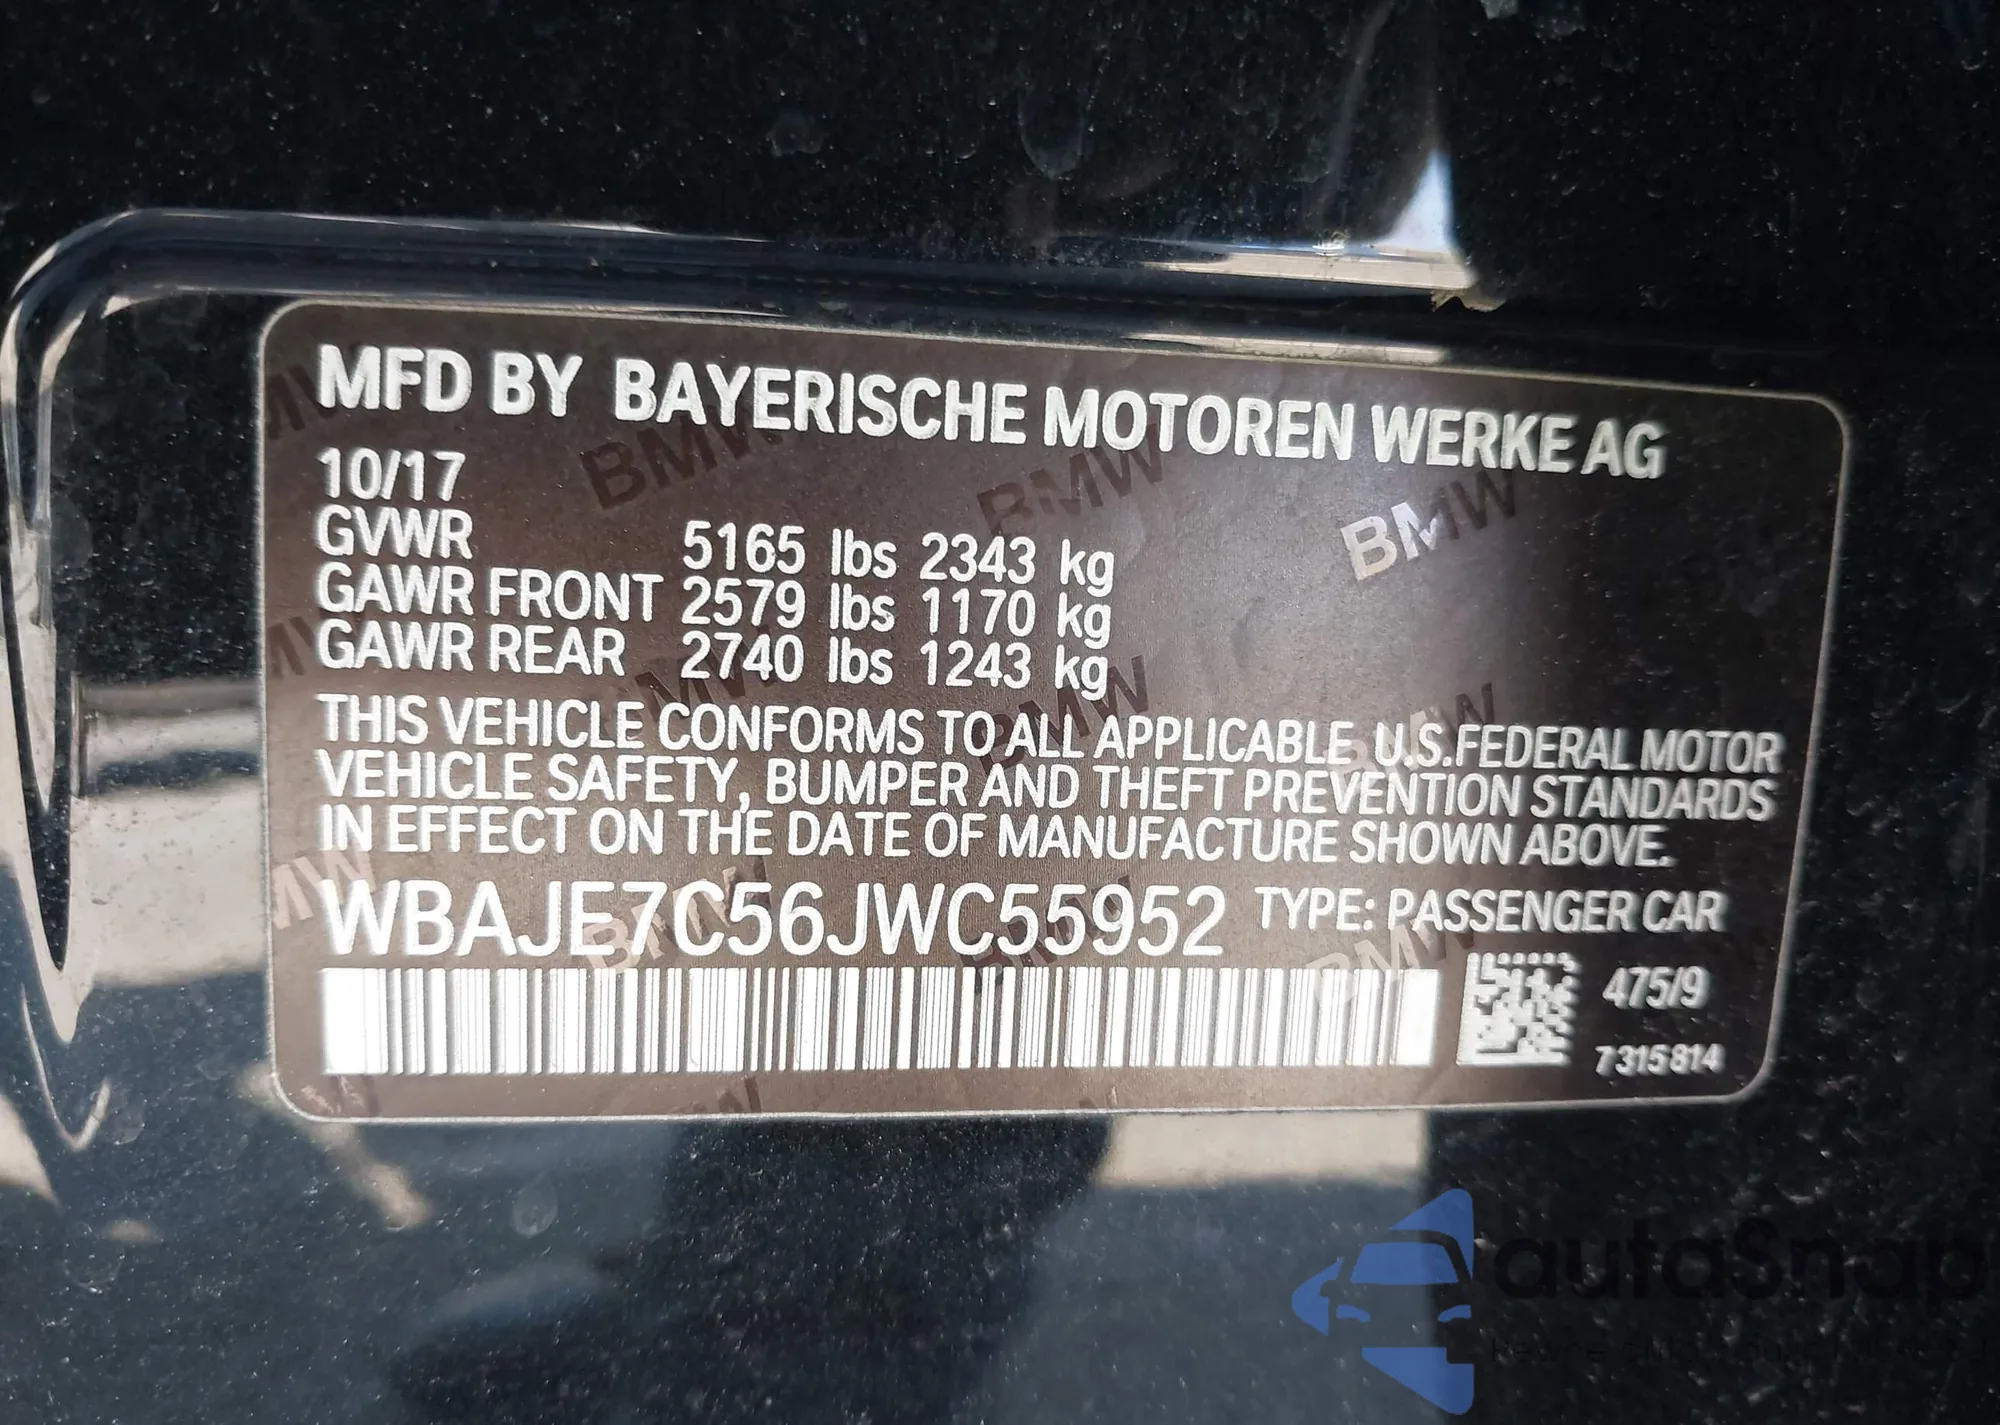 MFD BY BAYERISCHE MOTOREN WERKE AG
10/17
GVWR 5165 lbs 2343 kg
GAWR FRONT 2579 lbs 1170 kg
GAWR REAR 2740 lbs 1243 kg
THIS VEHICLE CONFORMS TO ALL APPLICABLE U.S.FEDERAL MOTOR
VEHICLE SAFETY, BUMPER AND THEFT PREVENTION STANDARDS
IN EFFECT ON THE DATE OF MANUFACTURE SHOWN ABOVE.
WBAJE7C56JWC55952 TYPE: PASSENGER CAR
475/9
7315814
BMW
autaSnap